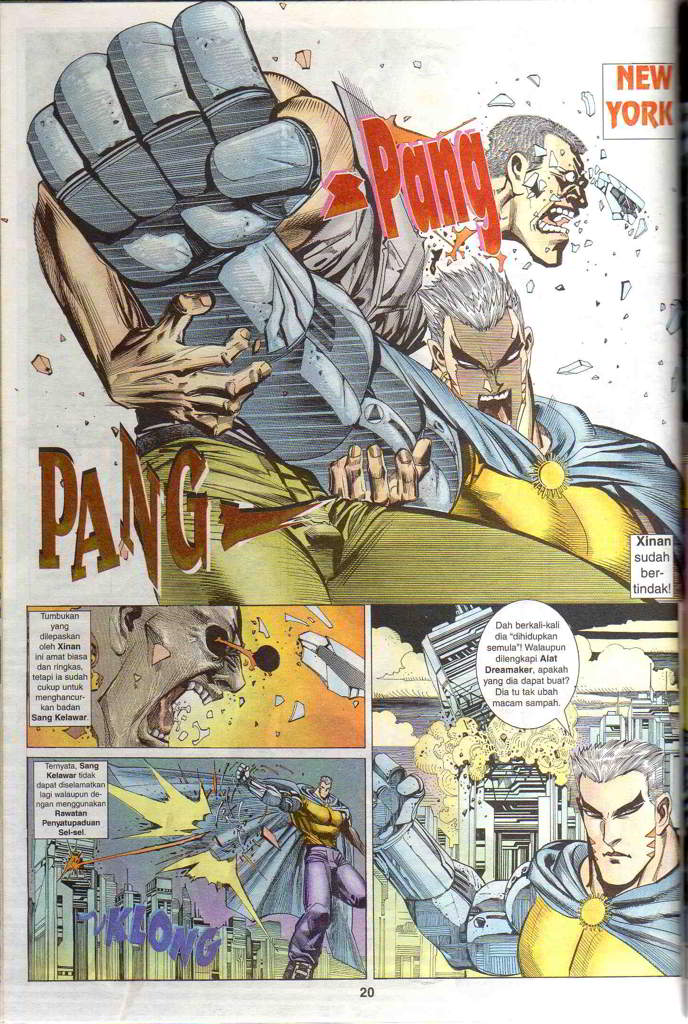 PANG
Pang
NEW
YORK
PANG
Xinan
sudah
ber-
tindak!
Tumbukan
yang
dilepaskan
oleh Xinan
ini amat biasa
dan ringkas,
tetapi ia sudah
cukup untuk
menghancur-
kan badan
Sang Kelawar.
Ternyata, Sang
Kelawar tidak
dapat diselamatkan
lagi walaupun de-
ngan menggunakan
Rawatan
Penyatupaduan
Sel-sel.
KLONG
Dah berkali-kali
dia "dihidupkan
semula"! Walaupun
dilengkapi Alat
Dreamaker, apakah
yang dia dapat buat?
Dia tu tak ubah
macam sampah.
20